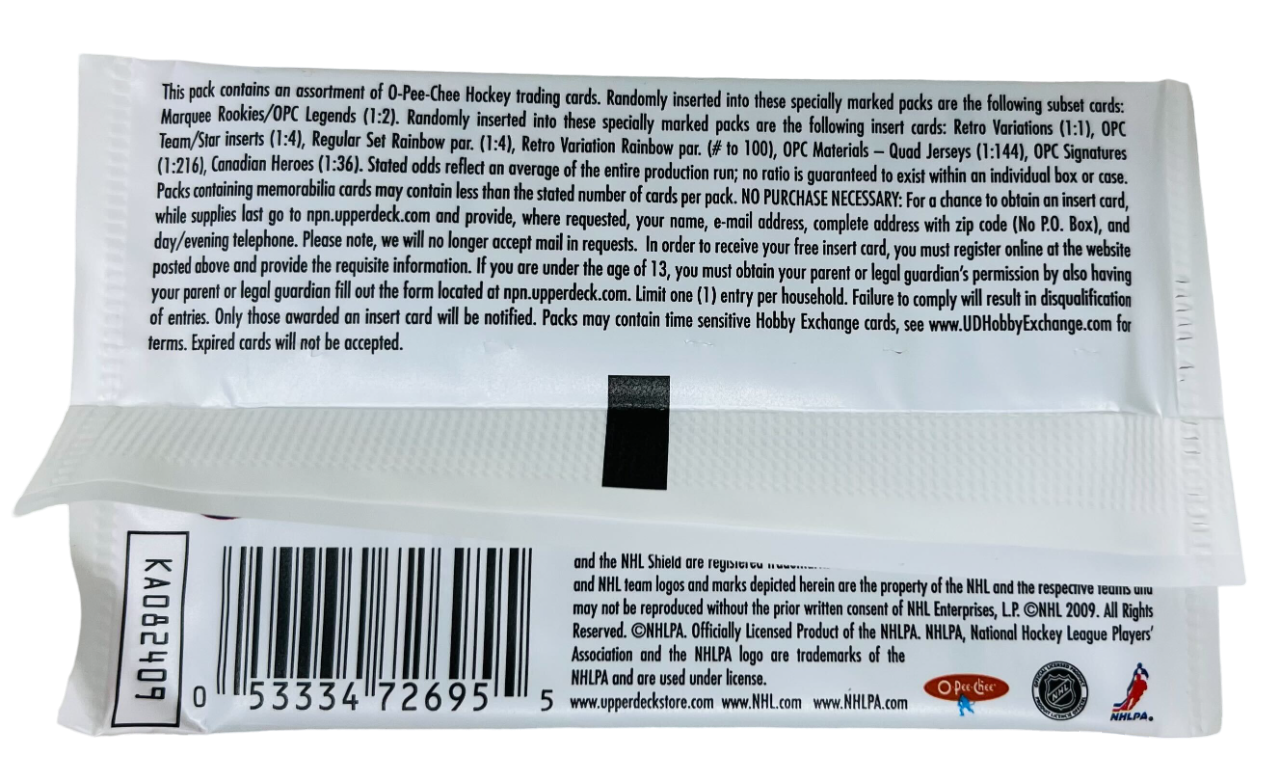 This pack contains an assortment of O-Pee-Chee Hockey trading cards. Randomly inserted into these specially marked packs are the following subset cards:
Marquee Rookies/OPC Legends (1:2). Randomly inserted into these specially marked packs are the following insert cards: Retro Variations (1:1), OPC
Team/Star inserts (1:4), Regular Set Rainbow par. (1:4), Retro Variation Rainbow par. (# to 100), OPC Materials – Quad Jerseys (1:144), OPC Signatures
(1:216), Canadian Heroes (1:36). Stated odds reflect an average of the entire production run; no ratio is guaranteed to exist within an individual box or case.
Packs containing memorabilia cards may contain less than the stated number of cards per pack. NO PURCHASE NECESSARY: For a chance to obtain an insert card,
while supplies last go to npn.upperdeck.com and provide, where requested, your name, e-mail address, complete address with zip code (No P.O. Box), and
day/evening telephone. Please note, we will no longer accept mail in requests. In order to receive your free insert card, you must register online at the website
posted above and provide the requisite information. If you are under the age of 13, you must obtain your parent or legal guardian's permission by also having
your parent or legal guardian fill out the form located at npn.upperdeck.com. Limit one (1) entry per household. Failure to comply will result in disqualification
of entries. Only those awarded an insert card will be notified. Packs may contain time sensitive Hobby Exchange cards, see www.UDHobbyExchange.com for
terms. Expired cards will not be accepted.
KA082409
0 53334 72695 5
and the NHL Shield are registered
and NHL team logos and marks depicted herein are the property of the NHL and the respective teams and
may not be reproduced without the prior written consent of NHL Enterprises, L.P. ©NHL 2009. All Rights
Reserved. ©NHLPA. Officially Licensed Product of the NHLPA. NHLPA, National Hockey League Players'
Association and the NHLPA logo are trademarks of the
NHLPA and are used under license.
www.upperdeckstore.com www.NHL.com www.NHLPA.com
O-Pee-Chee
NHL
NHLPA.